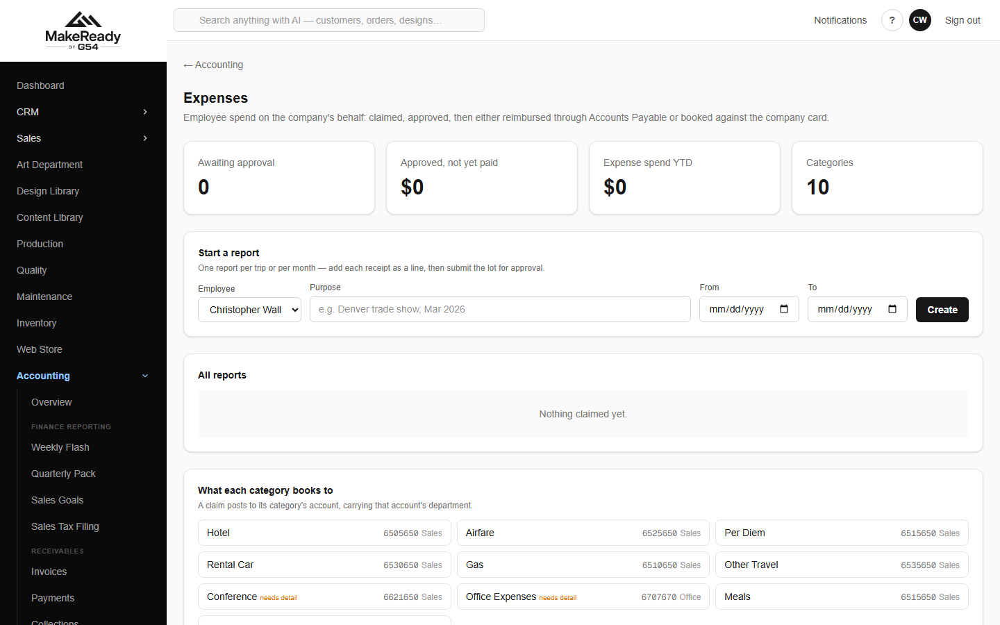 MakeReady
BY G54
Search anything with AI — customers, orders, designs...
Notifications
?
CW
Sign out
Dashboard
CRM
Sales
Art Department
Design Library
Content Library
Production
Quality
Maintenance
Inventory
Web Store
Accounting
Overview
FINANCE REPORTING
Weekly Flash
Quarterly Pack
Sales Goals
Sales Tax Filing
RECEIVABLES
Invoices
Payments
Collections
← Accounting
Expenses
Employee spend on the company's behalf: claimed, approved, then either reimbursed through Accounts Payable or booked against the company card.
Awaiting approval
0
Approved, not yet paid
$0
Expense spend YTD
$0
Categories
10
Start a report
One report per trip or per month — add each receipt as a line, then submit the lot for approval.
Employee
Christopher Wall
Purpose
e.g. Denver trade show, Mar 2026
From
mm/dd/yyyy
To
mm/dd/yyyy
Create
All reports
Nothing claimed yet.
What each category books to
A claim posts to its category's account, carrying that account's department.
Hotel 6505650 Sales
Airfare 6525650 Sales
Per Diem 6515650 Sales
Rental Car 6530650 Sales
Gas 6510650 Sales
Other Travel 6535650 Sales
Conference needs detail 6621650 Sales
Office Expenses needs detail 6707670 Office
Meals 6515650 Sales